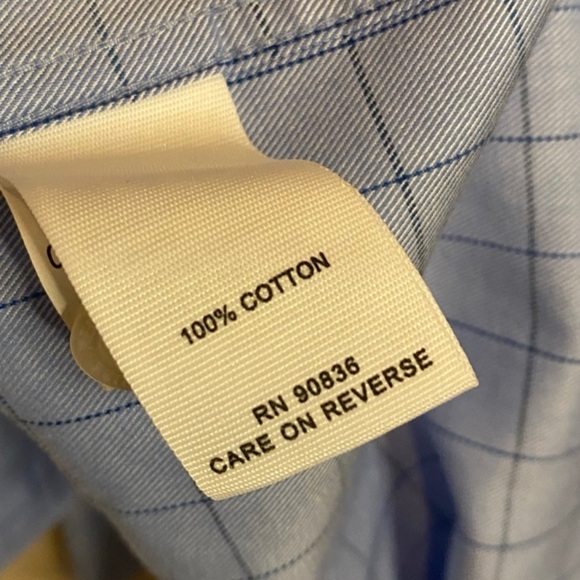 100% COTTON
RN 90836
CARE ON REVERSE